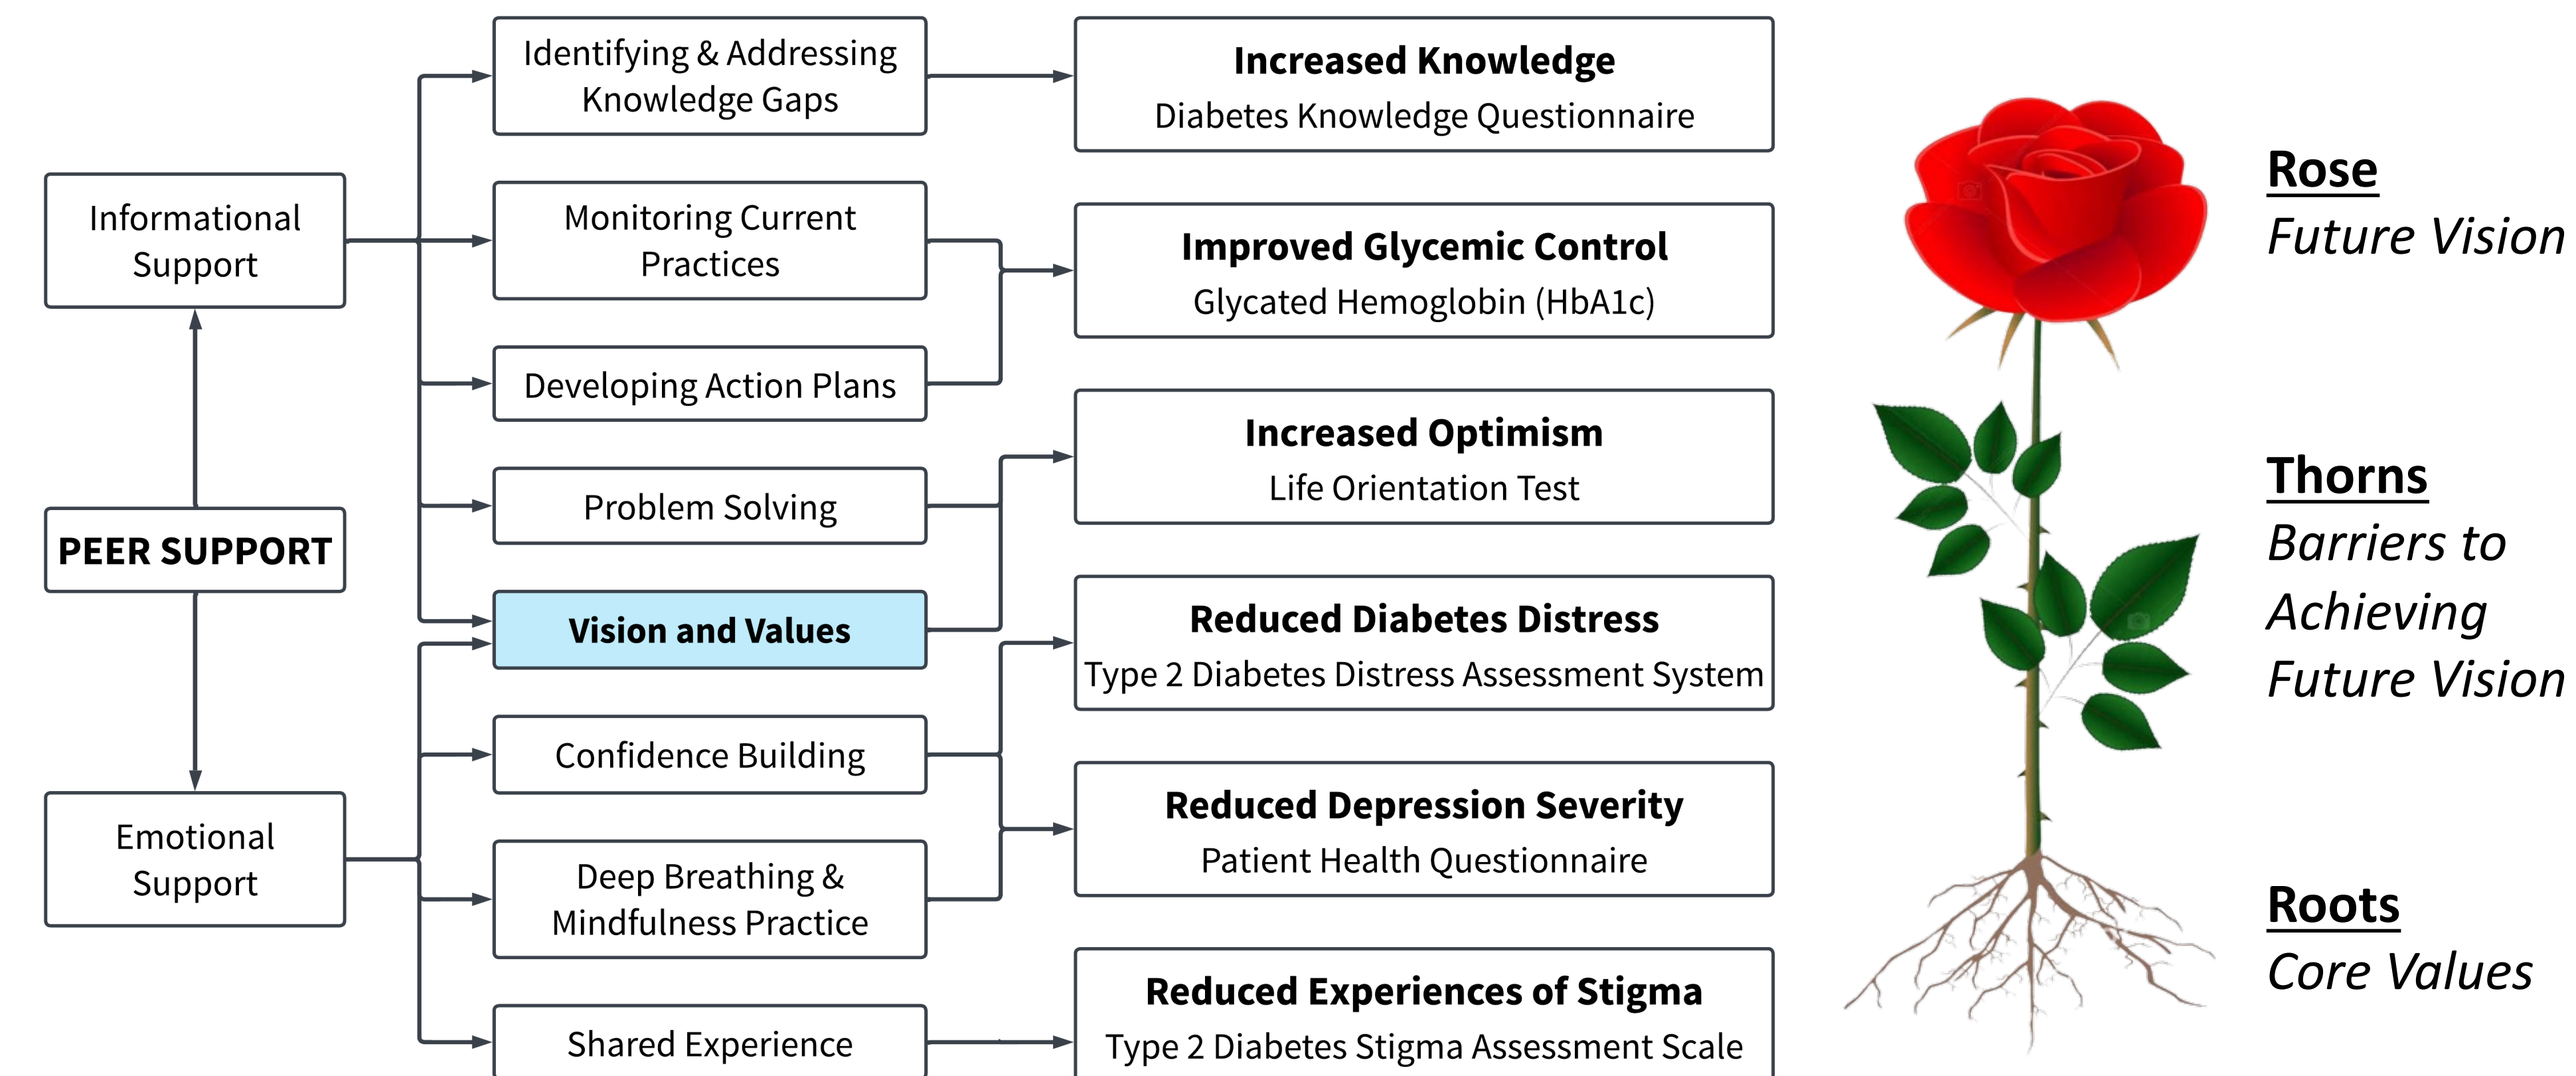 Informational
Support
PEER SUPPORT
Emotional
Support
Identifying & Addressing
Knowledge Gaps
Monitoring Current
Practices
Developing Action Plans
Problem Solving
Vision and Values
Confidence Building
Deep Breathing &
Mindfulness Practice
Shared Experience
Increased Knowledge
Diabetes Knowledge Questionnaire
Improved Glycemic Control
Glycated Hemoglobin (HbA1c)
Increased Optimism
Life Orientation Test
Reduced Diabetes Distress
Type 2 Diabetes Distress Assessment System
Reduced Depression Severity
Patient Health Questionnaire
Reduced Experiences of Stigma
Type 2 Diabetes Stigma Assessment Scale
Rose
Future Vision
Thorns
Barriers to
Achieving
Future Vision
Roots
Core Values